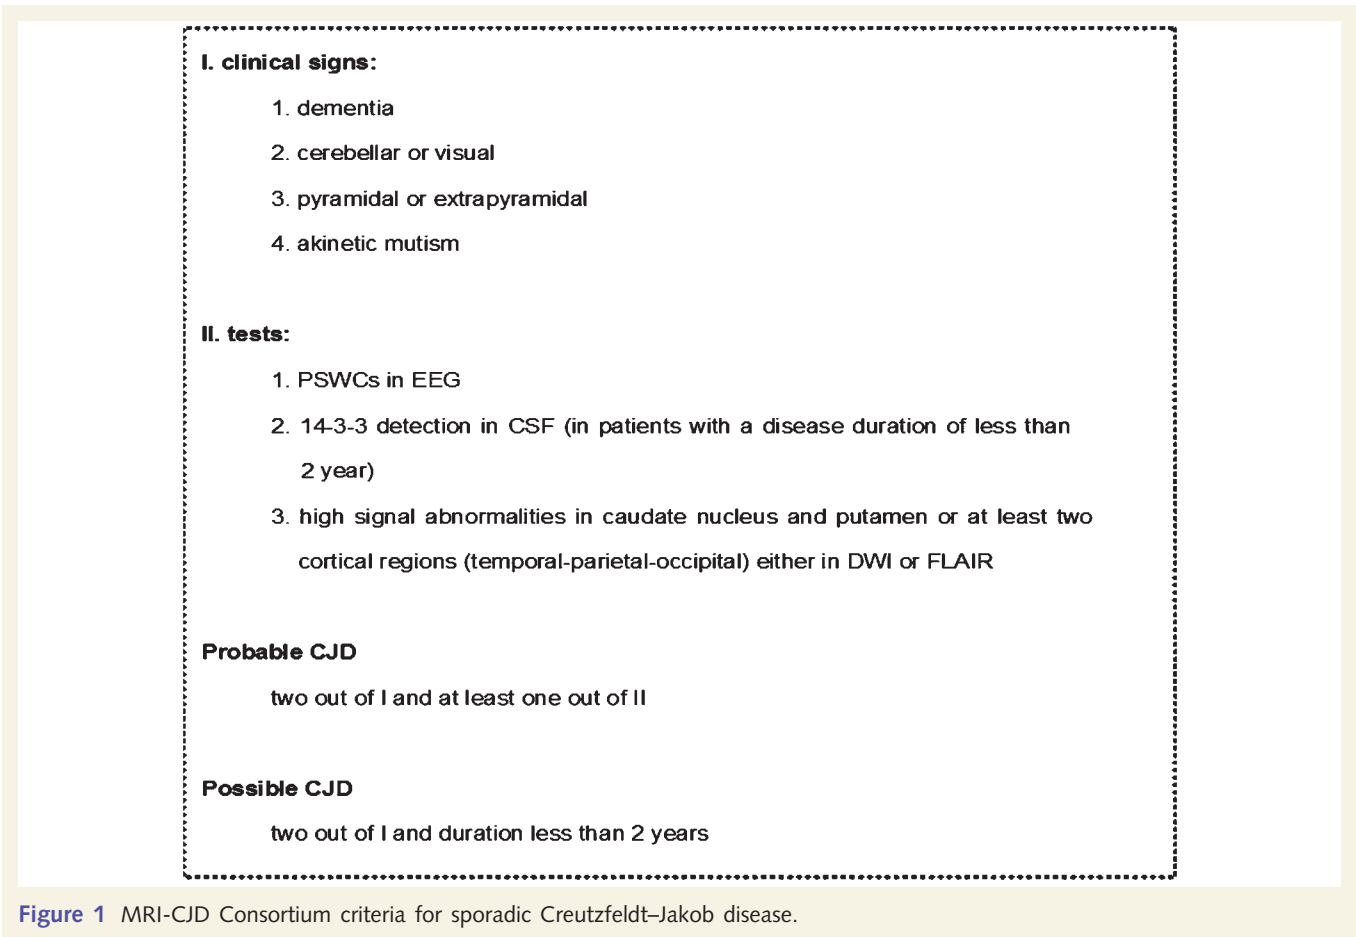 I. clinical signs:
1. dementia
2. cerebellar or visual
3. pyramidal or extrapyramidal
4. akinetic mutism
II. tests:
1. PSWCs in EEG
2. 14-3-3 detection in CSF (in patients with a disease duration of less than
2 year)
3. high signal abnormalities in caudate nucleus and putamen or at least two
cortical regions (temporal-parietal-occipital) either in DWI or FLAIR
Probable CJD
two out of I and at least one out of II
Possible CJD
two out of I and duration less than 2 years
Figure 1 MRI-CJD Consortium criteria for sporadic Creutzfeldt–Jakob disease.